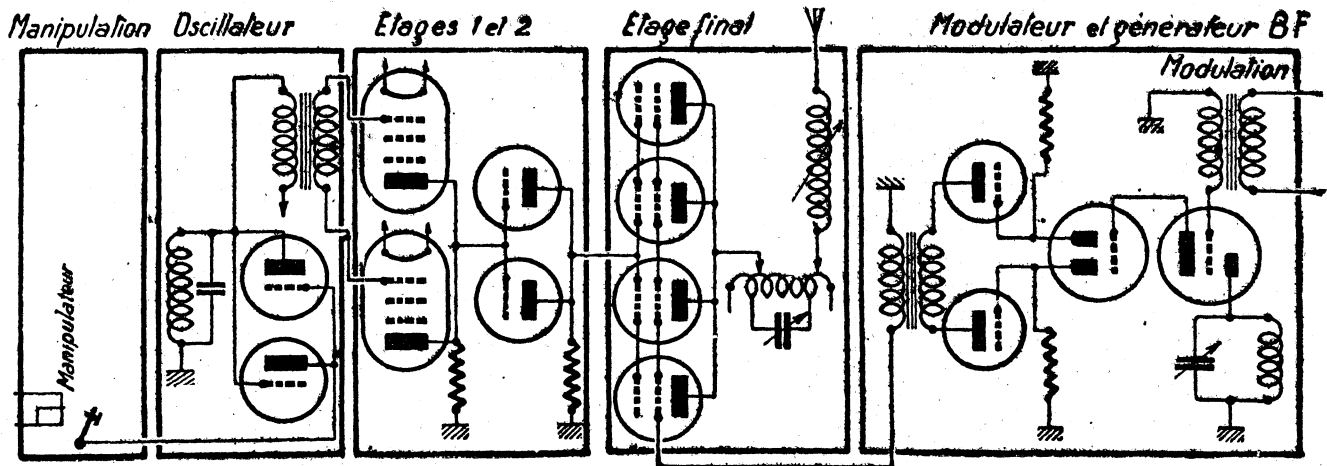 Manipulation
Oscillateur
Etages 1 et 2
Etage final
Modulateur et générateur BF
Modulation
Manipulateur